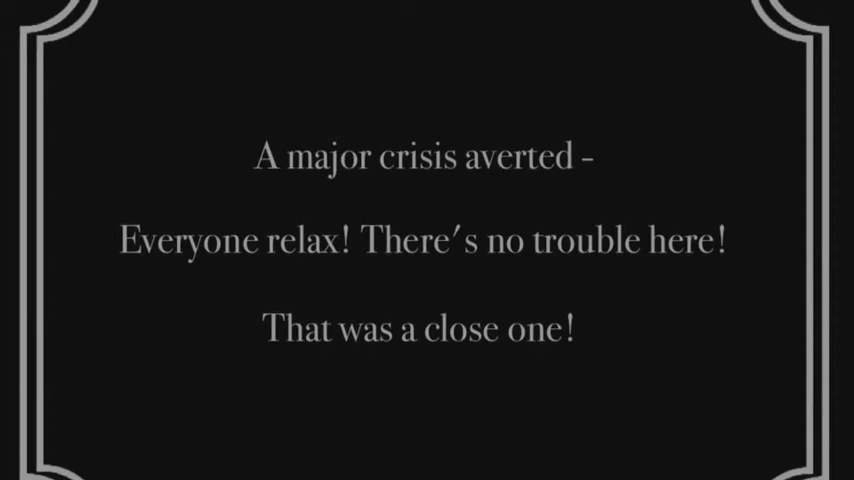 A major crisis averted -
Everyone relax! There's no trouble here!
That was a close one!